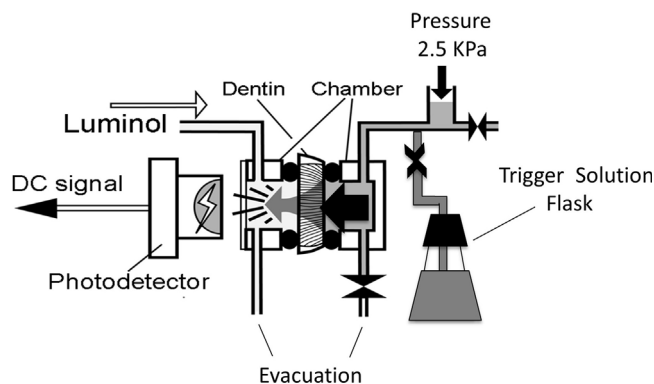 Pressure
2.5 KPa
Dentin
Chamber
Luminol
DC signal
Trigger Solution
Flask
Photodetector
Evacuation